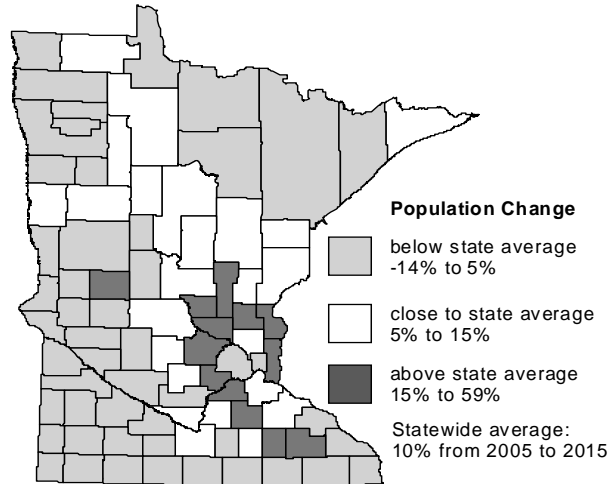 Population Change
below state average
-14% to 5%
close to state average
5% to 15%
above state average
15% to 59%
Statewide average:
10% from 2005 to 2015